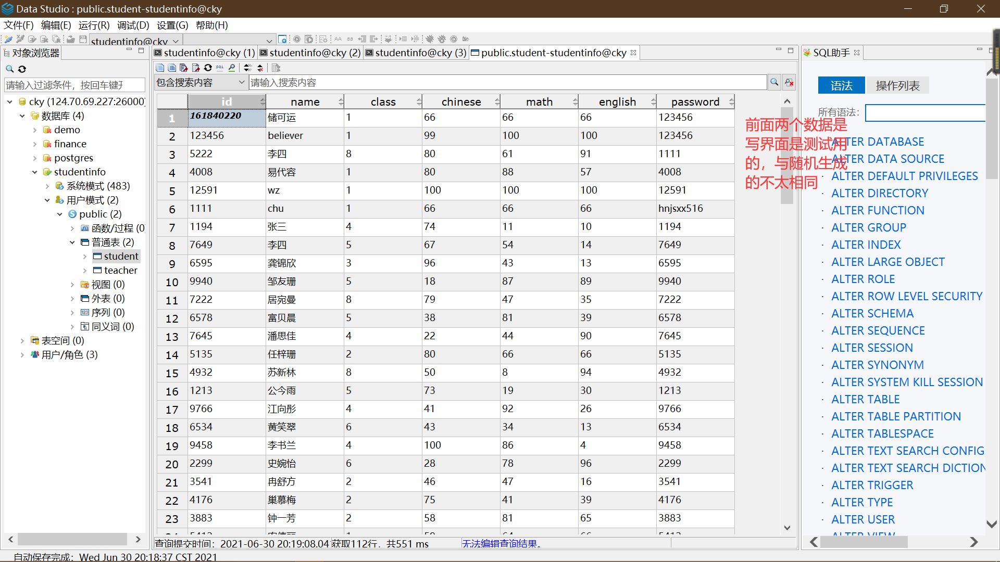 Data Studio : public.student-studentinfo@cky
文件(F) 编辑(E) 运行(R) 调试(D) 设置(G) 帮助(H)
studentinfo@cky
对象浏览器
studentinfo@cky (1) studentinfo@cky (2) studentinfo@cky (3) public.student-studentinfo@cky
SQL助手
请输入过滤条件，按回车键开
cky (124.70.69.227:26000)
数据库 (4)
demo
finance
postgres
studentinfo
系统模式 (483)
用户模式 (2)
public (2)
函数/过程 (0)
普通表 (2)
student
teacher
视图 (0)
外表 (0)
序列 (0)
同义词 (0)
表空间 (0)
用户/角色 (3)
包含搜索内容 请输入搜索内容
id name class chinese math english password
1 161840220 储可运 1 66 66 66 123456
2 123456 believer 1 99 100 100 123456
3 5222 李四 8 80 61 91 1111
4 4008 易代容 1 80 88 57 4008
5 12591 wz 1 100 100 100 12591
6 1111 chu 1 66 66 66 hnjsxx516
7 1194 张三 4 74 11 10 1194
8 7649 李四 5 67 54 14 7649
9 6595 龚锦欣 3 96 43 13 6595
10 9940 邹友珊 5 18 87 89 9940
11 7222 居宛曼 8 79 47 35 7222
12 6578 富贝晨 5 38 81 39 6578
13 7645 潘思佳 4 22 44 90 7645
14 5135 任梓珊 2 80 66 66 5135
15 4932 苏新林 8 50 8 94 4932
16 1213 公今雨 5 73 19 30 1213
17 9766 江向彤 4 41 92 26 9766
18 6534 黄笑翠 6 43 34 13 6534
19 9458 李书兰 4 100 86 4 9458
20 2299 史婉怡 6 28 78 96 2299
21 3541 冉舒方 2 46 47 16 3541
22 4176 巢慕梅 2 75 41 39 4176
23 3883 钟一芳 2 58 81 65 3883
前面两个数据是
写界面是测试用
的，与随机生成
的不太相同
语法 操作列表
所有语法:
ALTER DATABASE
ALTER DATA SOURCE
ALTER DEFAULT PRIVILEGES
ALTER DIRECTORY
ALTER FUNCTION
ALTER GROUP
ALTER INDEX
ALTER LARGE OBJECT
ALTER ROLE
ALTER ROW LEVEL SECURITY
ALTER SCHEMA
ALTER SEQUENCE
ALTER SESSION
ALTER SYNONYM
ALTER SYSTEM KILL SESSION
ALTER TABLE
ALTER TABLE PARTITION
ALTER TABLESPACE
ALTER TEXT SEARCH CONFIG
ALTER TEXT SEARCH DICTION
ALTER TRIGGER
ALTER TYPE
ALTER USER
ALTER VIEW
查询提交时间： 2021-06-30 20:19:08.04 获取112行，共551 ms 无法编辑查询结果。
自动保存完成：Wed Jun 30 20:18:37 CST 2021